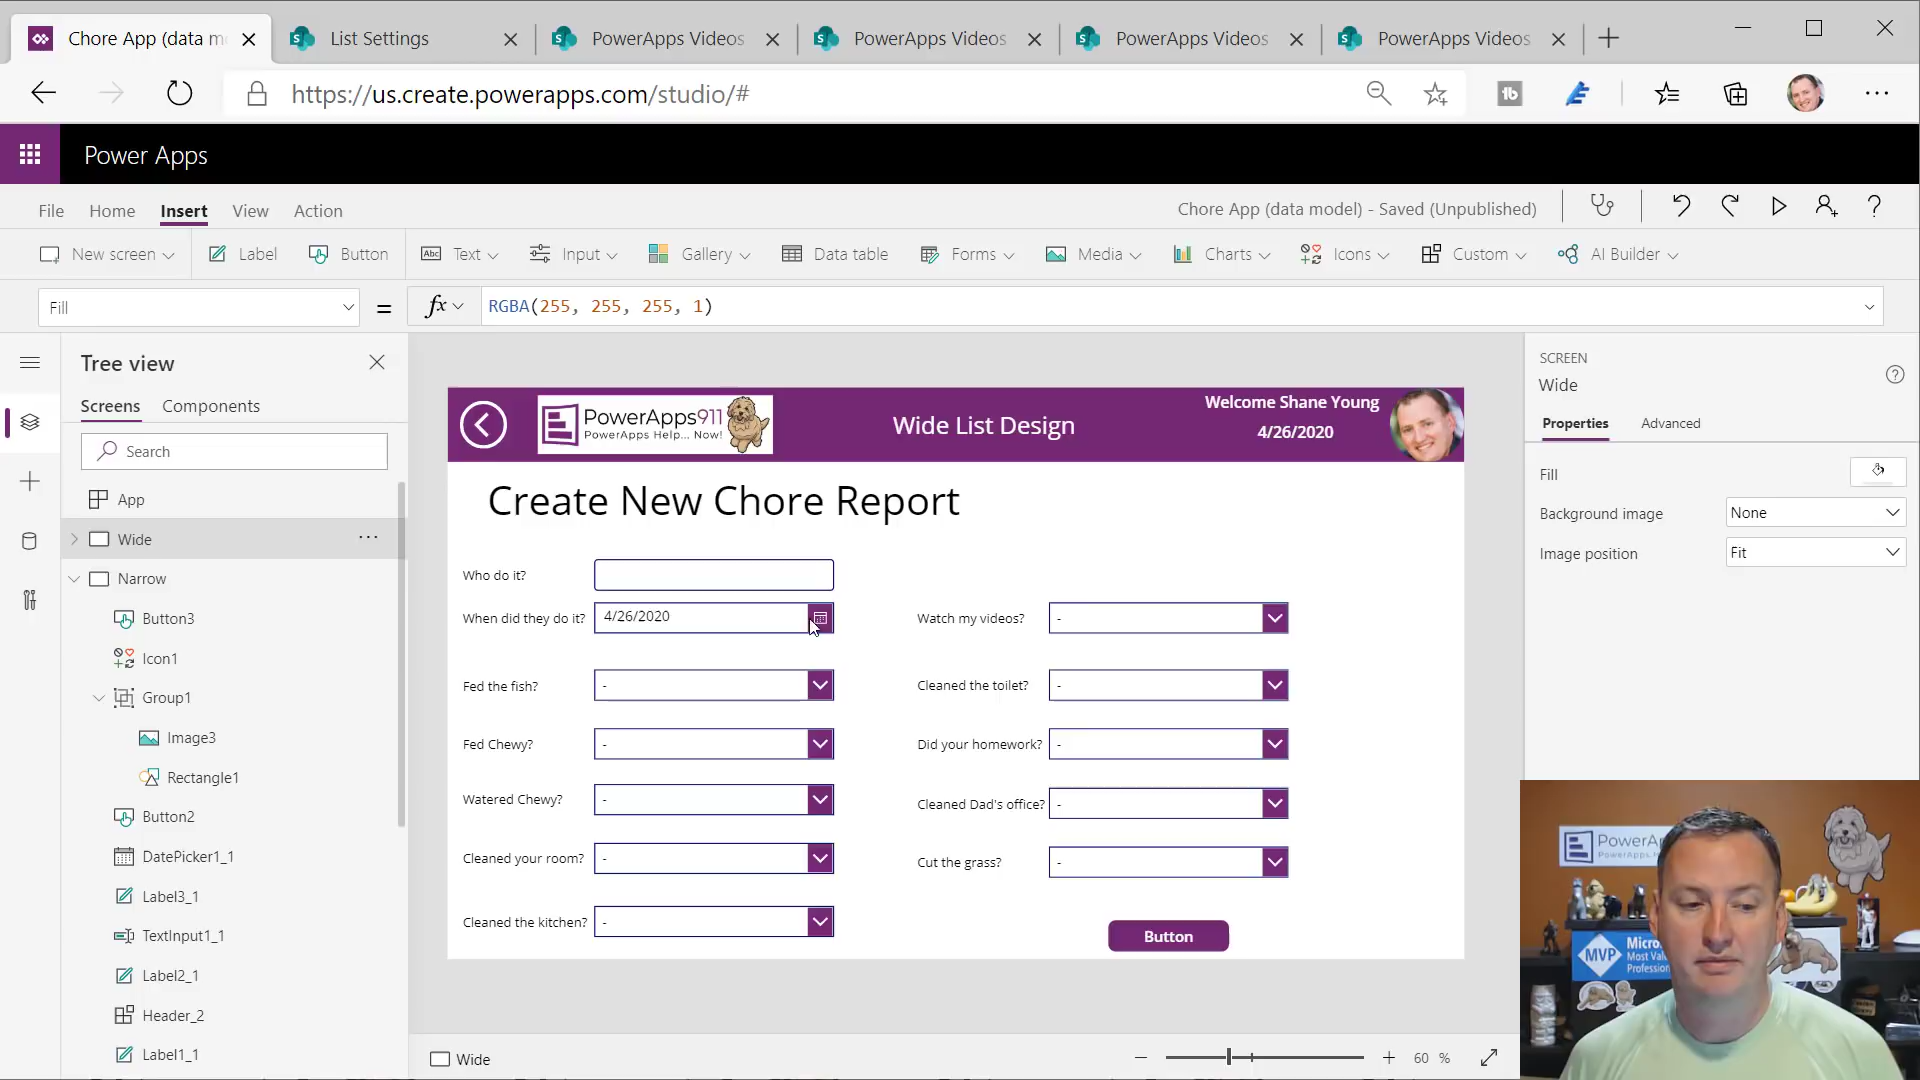 Chore App (data m
List Settings
PowerApps Videos
PowerApps Videos
PowerApps Videos
PowerApps Videos
https://us.create.powerapps.com/studio/#
Power Apps
File
Home
Insert
View
Action
Chore App (data model) - Saved (Unpublished)
New screen
Label
Button
Abc Text
Input
Gallery
Data table
Forms
Media
Charts
Icons
Custom
AI Builder
Fill
=
fx
RGBA(255, 255, 255, 1)
Tree view
Screens
Components
Search
App
Wide
Narrow
Button3
Icon1
Group1
Image3
Rectangle1
Button2
DatePicker1_1
Label3_1
TextInput1_1
Label2_1
Header_2
Label1_1
PowerApps911
PowerApps Help... Now!
Wide List Design
Welcome Shane Young
4/26/2020
Create New Chore Report
Who do it?
When did they do it?
4/26/2020
Watch my videos?
-
Fed the fish?
-
Cleaned the toilet?
-
Fed Chewy?
-
Did your homework?
-
Watered Chewy?
-
Cleaned Dad's office?
-
Cleaned your room?
-
Cut the grass?
-
Cleaned the kitchen?
-
Button
Wide
60 %
SCREEN
Wide
Properties
Advanced
Fill
Background image
None
Image position
Fit
PowerA
MVP
Micro
Most Val
Profession